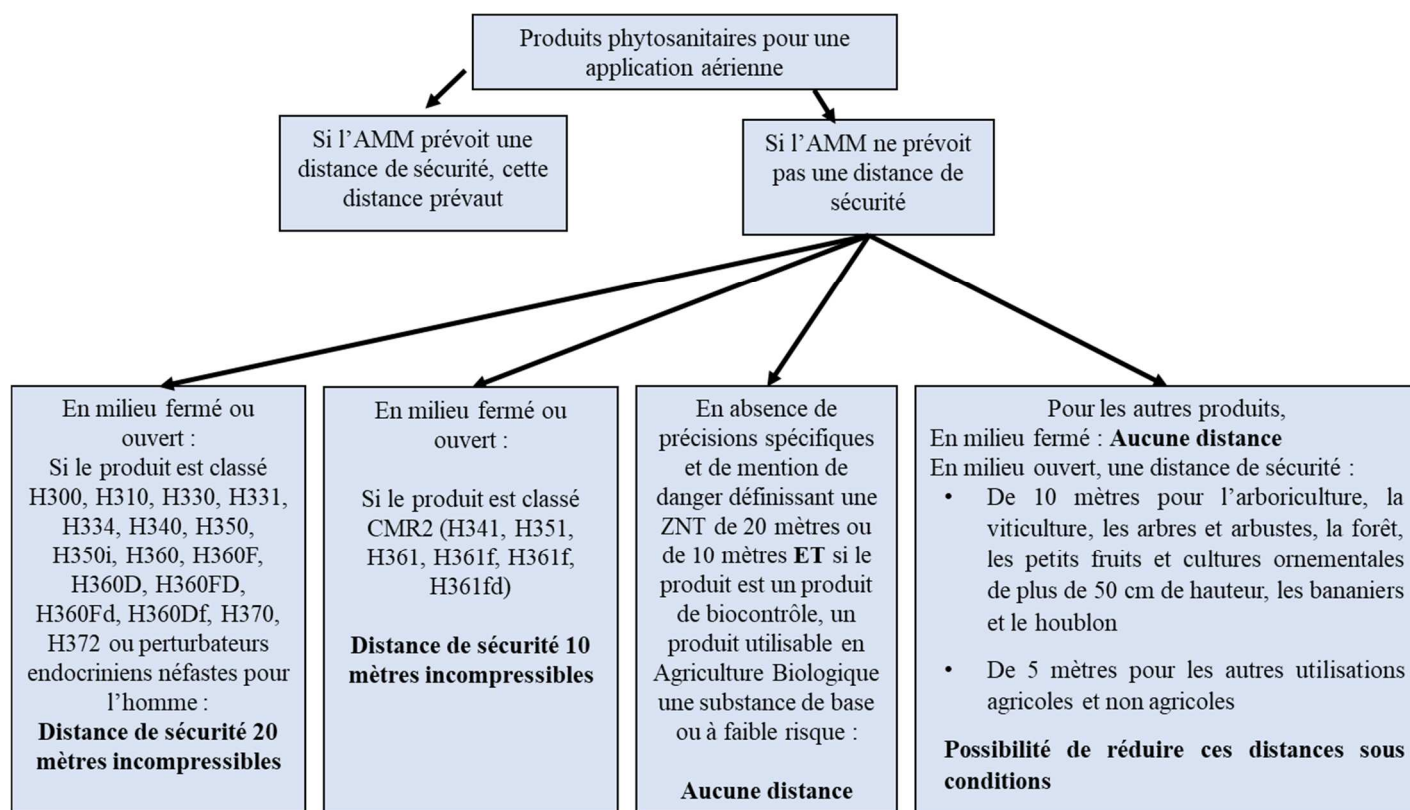 Produits phytosanitaires pour une
application aérienne
Si l’AMM prévoit une
distance de sécurité, cette
distance prévaut
Si l’AMM ne prévoit
pas une distance de
sécurité
En milieu fermé ou
ouvert :
Si le produit est classé
H300, H310, H330, H331,
H334, H340, H350,
H350i, H360, H360F,
H360D, H360FD,
H360Fd, H360Df, H370,
H372 ou perturbateurs
endocriniens néfastes pour
l’homme :
Distance de sécurité 20
mètres incompressibles
En milieu fermé ou
ouvert :
Si le produit est classé
CMR2 (H341, H351,
H361, H361f, H361f,
H361fd)
Distance de sécurité 10
mètres incompressibles
En absence de
précisions spécifiques
et de mention de
danger définissant une
ZNT de 20 mètres ou
de 10 mètres ET si le
produit est un produit
de biocontrôle, un
produit utilisable en
Agriculture Biologique
une substance de base
ou à faible risque :
Aucune distance
Pour les autres produits,
En milieu fermé : Aucune distance
En milieu ouvert, une distance de sécurité :
• De 10 mètres pour l’arboriculture, la
viticulture, les arbres et arbustes, la forêt,
les petits fruits et cultures ornementales
de plus de 50 cm de hauteur, les bananiers
et le houblon
• De 5 mètres pour les autres utilisations
agricoles et non agricoles
Possibilité de réduire ces distances sous
conditions